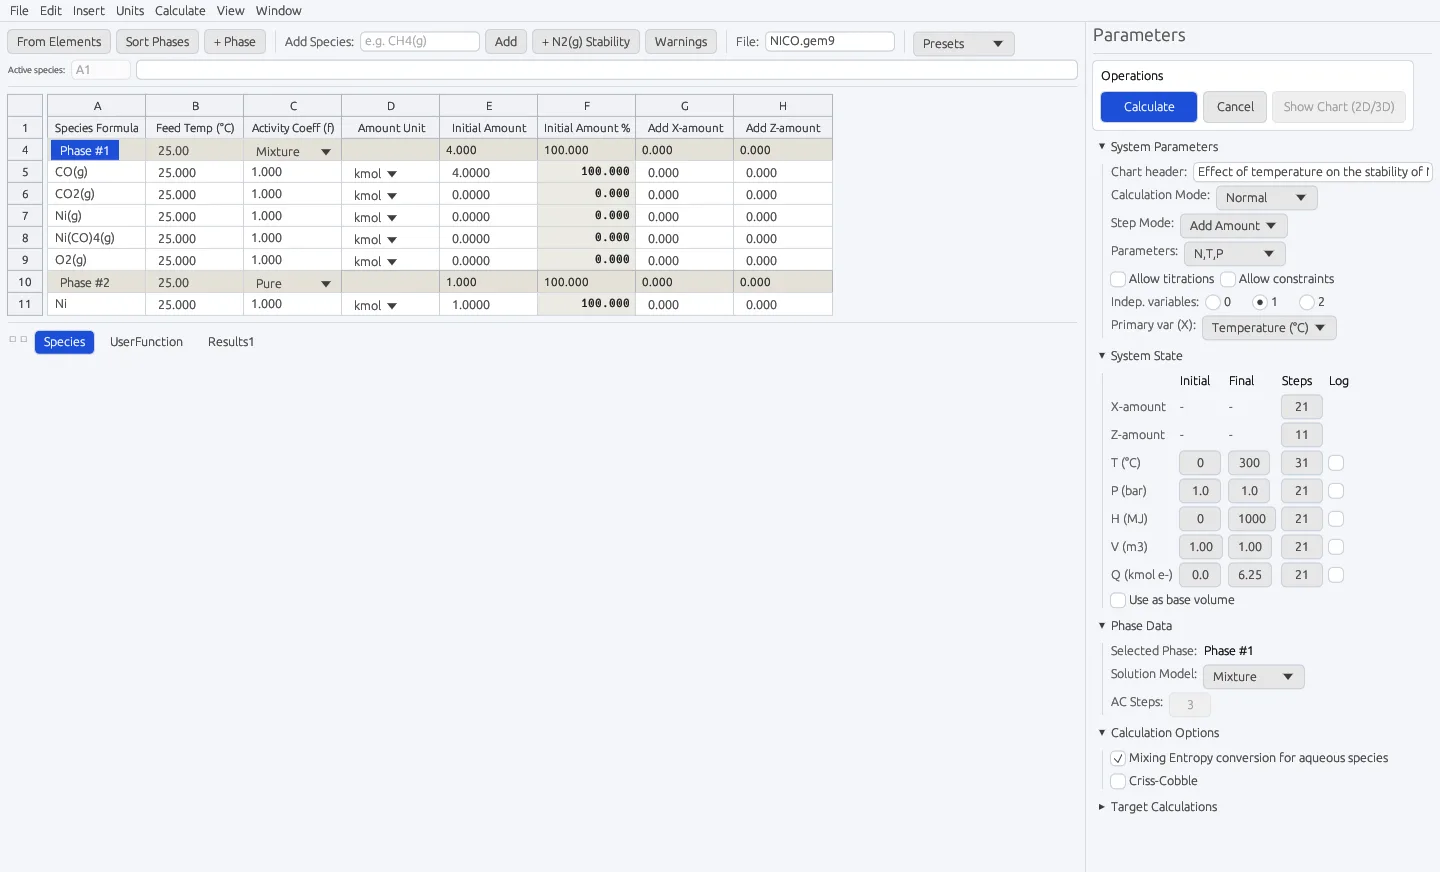 File Edit Insert Units Calculate View Window
From Elements Sort Phases + Phase Add Species: e.g. CH4(g) Add + N2(g) Stability Warnings File: NICO.gem9 Presets
Active species: A1
A B C D E F G H
1 Species Formula Feed Temp (°C) Activity Coeff (f) Amount Unit Initial Amount Initial Amount % Add X-amount Add Z-amount
4 Phase #1 25.00 Mixture 4.000 100.000 0.000 0.000
5 CO(g) 25.000 1.000 kmol 4.0000 100.000 0.000 0.000
6 CO2(g) 25.000 1.000 kmol 0.0000 0.000 0.000 0.000
7 Ni(g) 25.000 1.000 kmol 0.0000 0.000 0.000 0.000
8 Ni(CO)4(g) 25.000 1.000 kmol 0.0000 0.000 0.000 0.000
9 O2(g) 25.000 1.000 kmol 0.0000 0.000 0.000 0.000
10 Phase #2 25.00 Pure 1.000 100.000 0.000 0.000
11 Ni 25.000 1.000 kmol 1.0000 100.000 0.000 0.000
Species UserFunction Results1
Parameters
Operations
Calculate Cancel Show Chart (2D/3D)
System Parameters
Chart header: Effect of temperature on the stability of
Calculation Mode: Normal
Step Mode: Add Amount
Parameters: N,T,P
Allow titrations Allow constraints
Indep. variables: 0 1 2
Primary var (X): Temperature (°C)
System State
Initial Final Steps Log
X-amount - - 21
Z-amount - - 11
T (°C) 0 300 31
P (bar) 1.0 1.0 21
H (MJ) 0 1000 21
V (m3) 1.00 1.00 21
Q (kmol e-) 0.0 6.25 21
Use as base volume
Phase Data
Selected Phase: Phase #1
Solution Model: Mixture
AC Steps: 3
Calculation Options
Mixing Entropy conversion for aqueous species
Criss-Cobble
Target Calculations